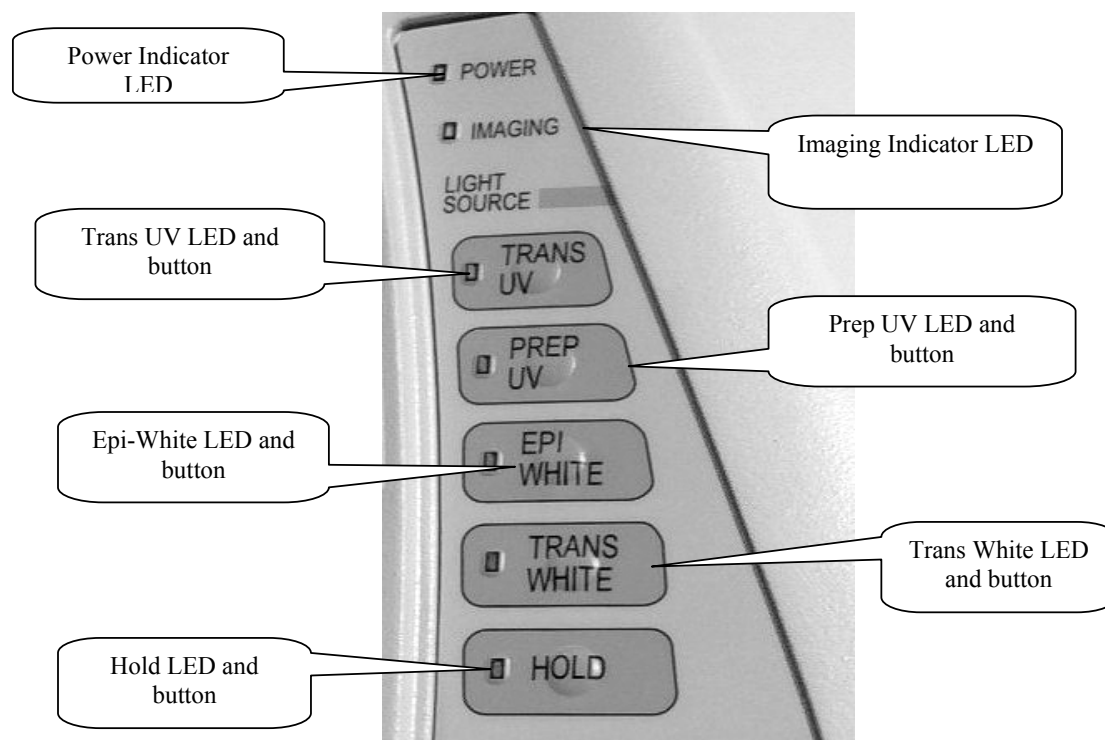 Power Indicator
LED
POWER
IMAGING
Imaging Indicator LED
LIGHT
SOURCE
Trans UV LED and
button
TRANS
UV
Prep UV LED and
button
PREP
UV
Epi-White LED and
button
EPI
WHITE
TRANS
WHITE
Trans White LED
and button
Hold LED and
button
HOLD